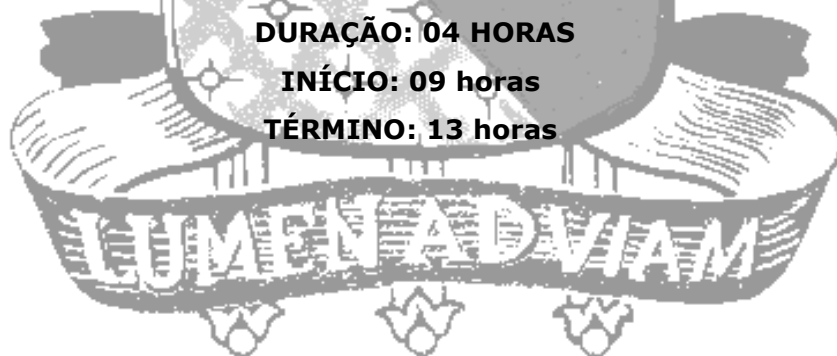 DURAÇÃO: 04 HORAS
INÍCIO: 09 horas
TÉRMINO: 13 horas
LUMEN AD VIAM